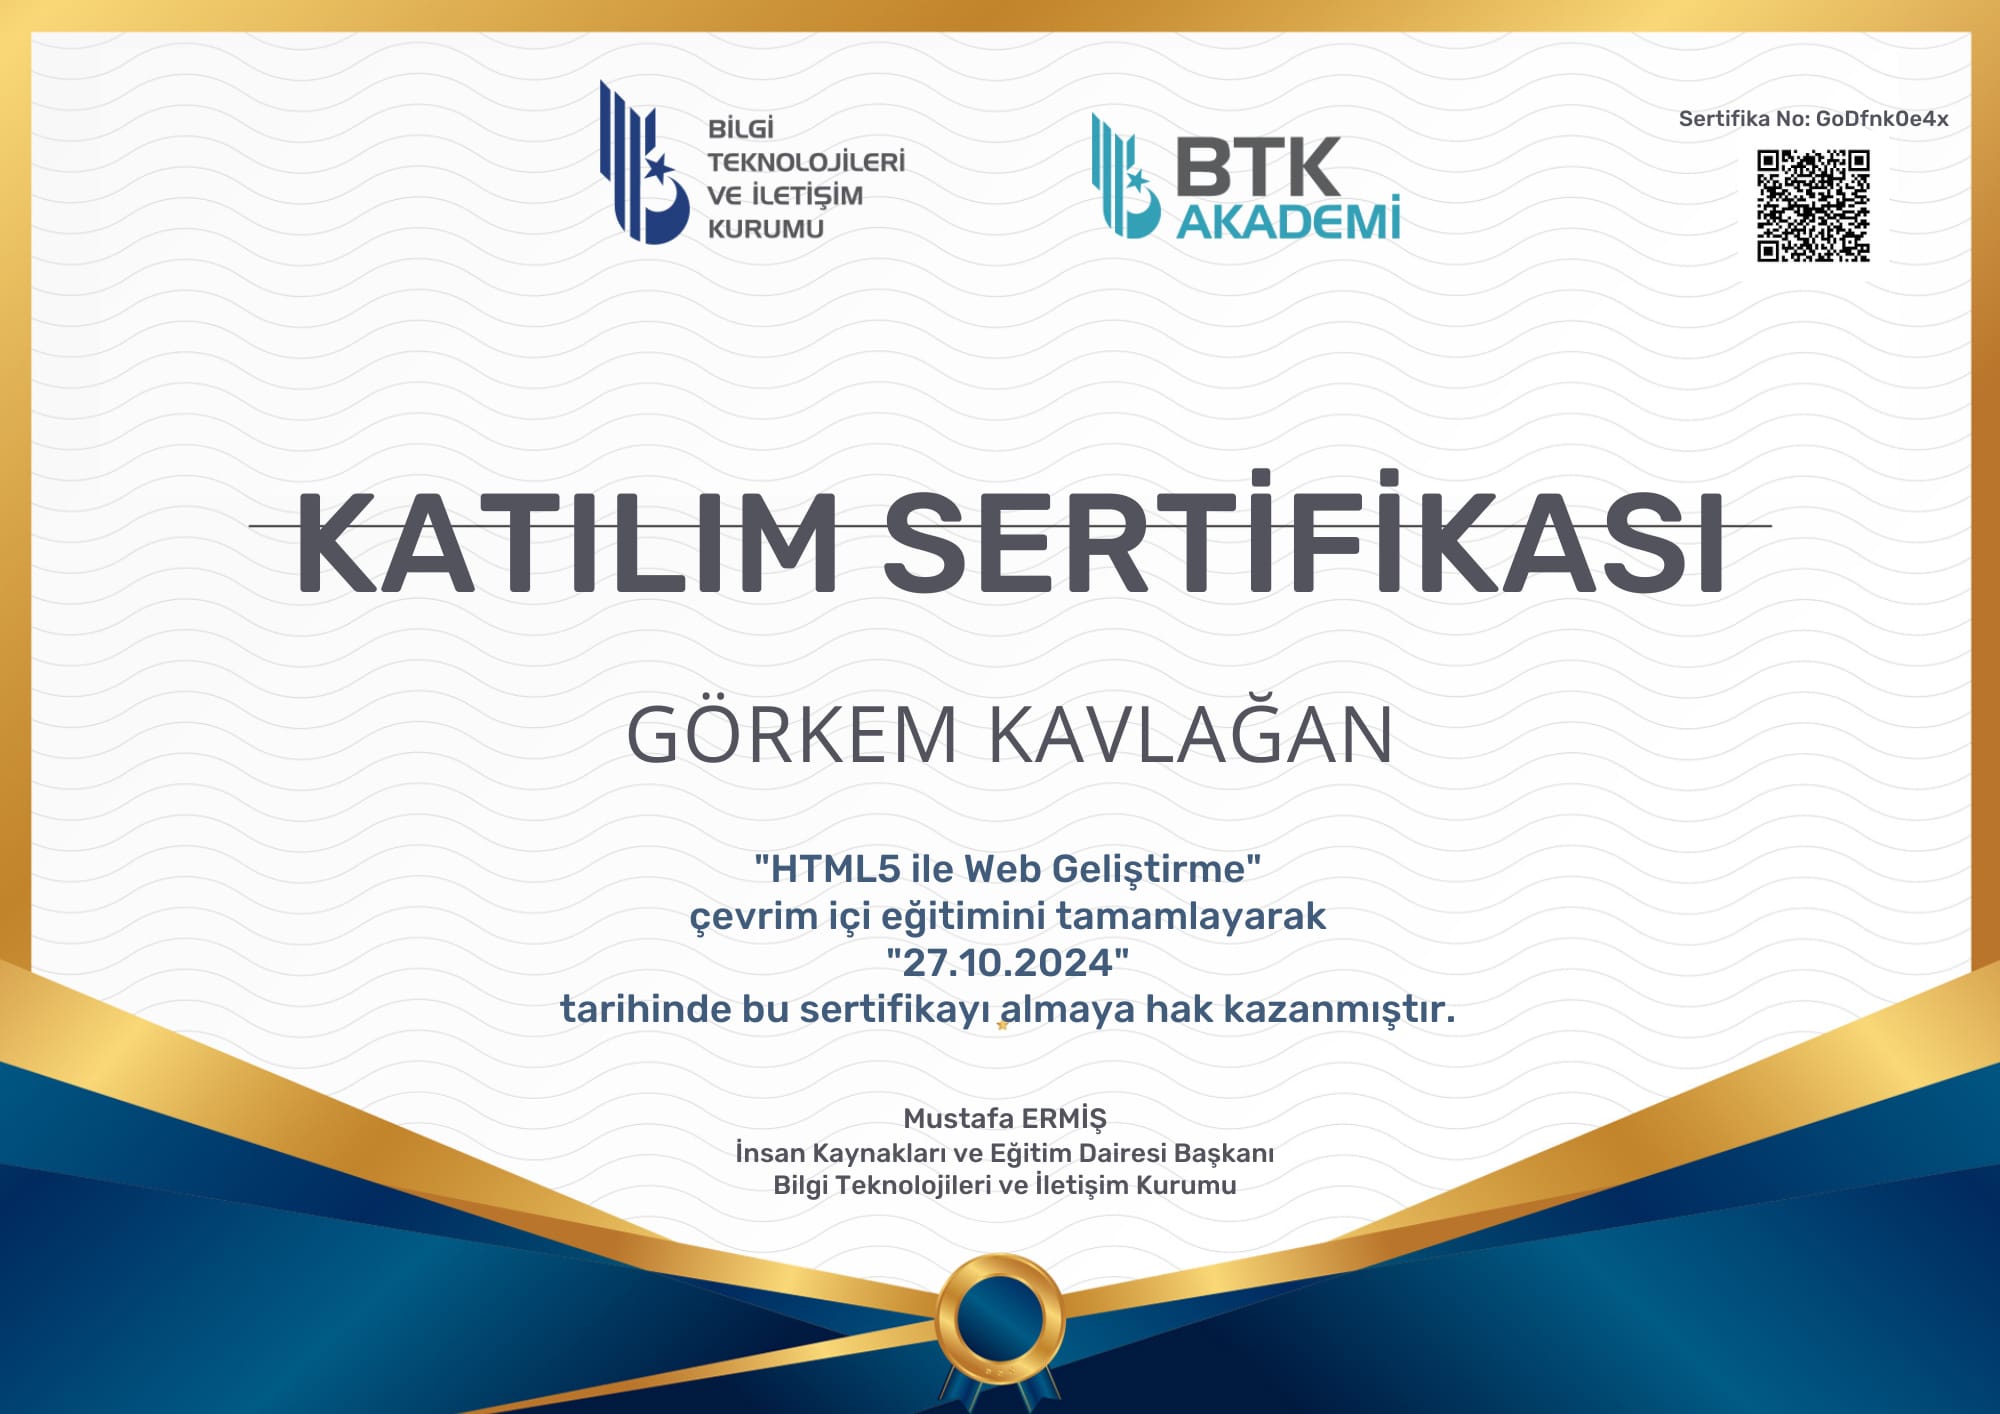 BİLGİ
TEKNOLOJİLERİ
VE İLETİŞİM
KURUMU
BTK
AKADEMİ
Sertifika No: GoDfnk0e4x
KATILIM SERTİFİKASI
GÖRKEM KAVLAĞAN
"HTML5 ile Web Geliştirme"
çevrim içi eğitimini tamamlayarak
"27.10.2024"
tarihinde bu sertifikayı almaya hak kazanmıştır.
Mustafa ERMİŞ
İnsan Kaynakları ve Eğitim Dairesi Başkanı
Bilgi Teknolojileri ve İletişim Kurumu